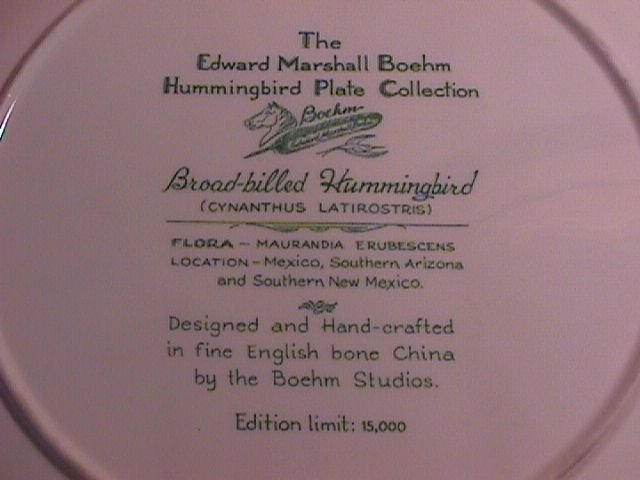 The
Edward Marshall Boehm
Hummingbird Plate Collection
Boehm
Broad-billed Hummingbird
(CYNANTHUS LATIROSTRIS)
FLORA - MAURANDIA ERUBESCENS
LOCATION - Mexico, Southern Arizona
and Southern New Mexico.
Designed and Hand-crafted
in fine English bone China
by the Boehm Studios.
Edition limit: 15,000